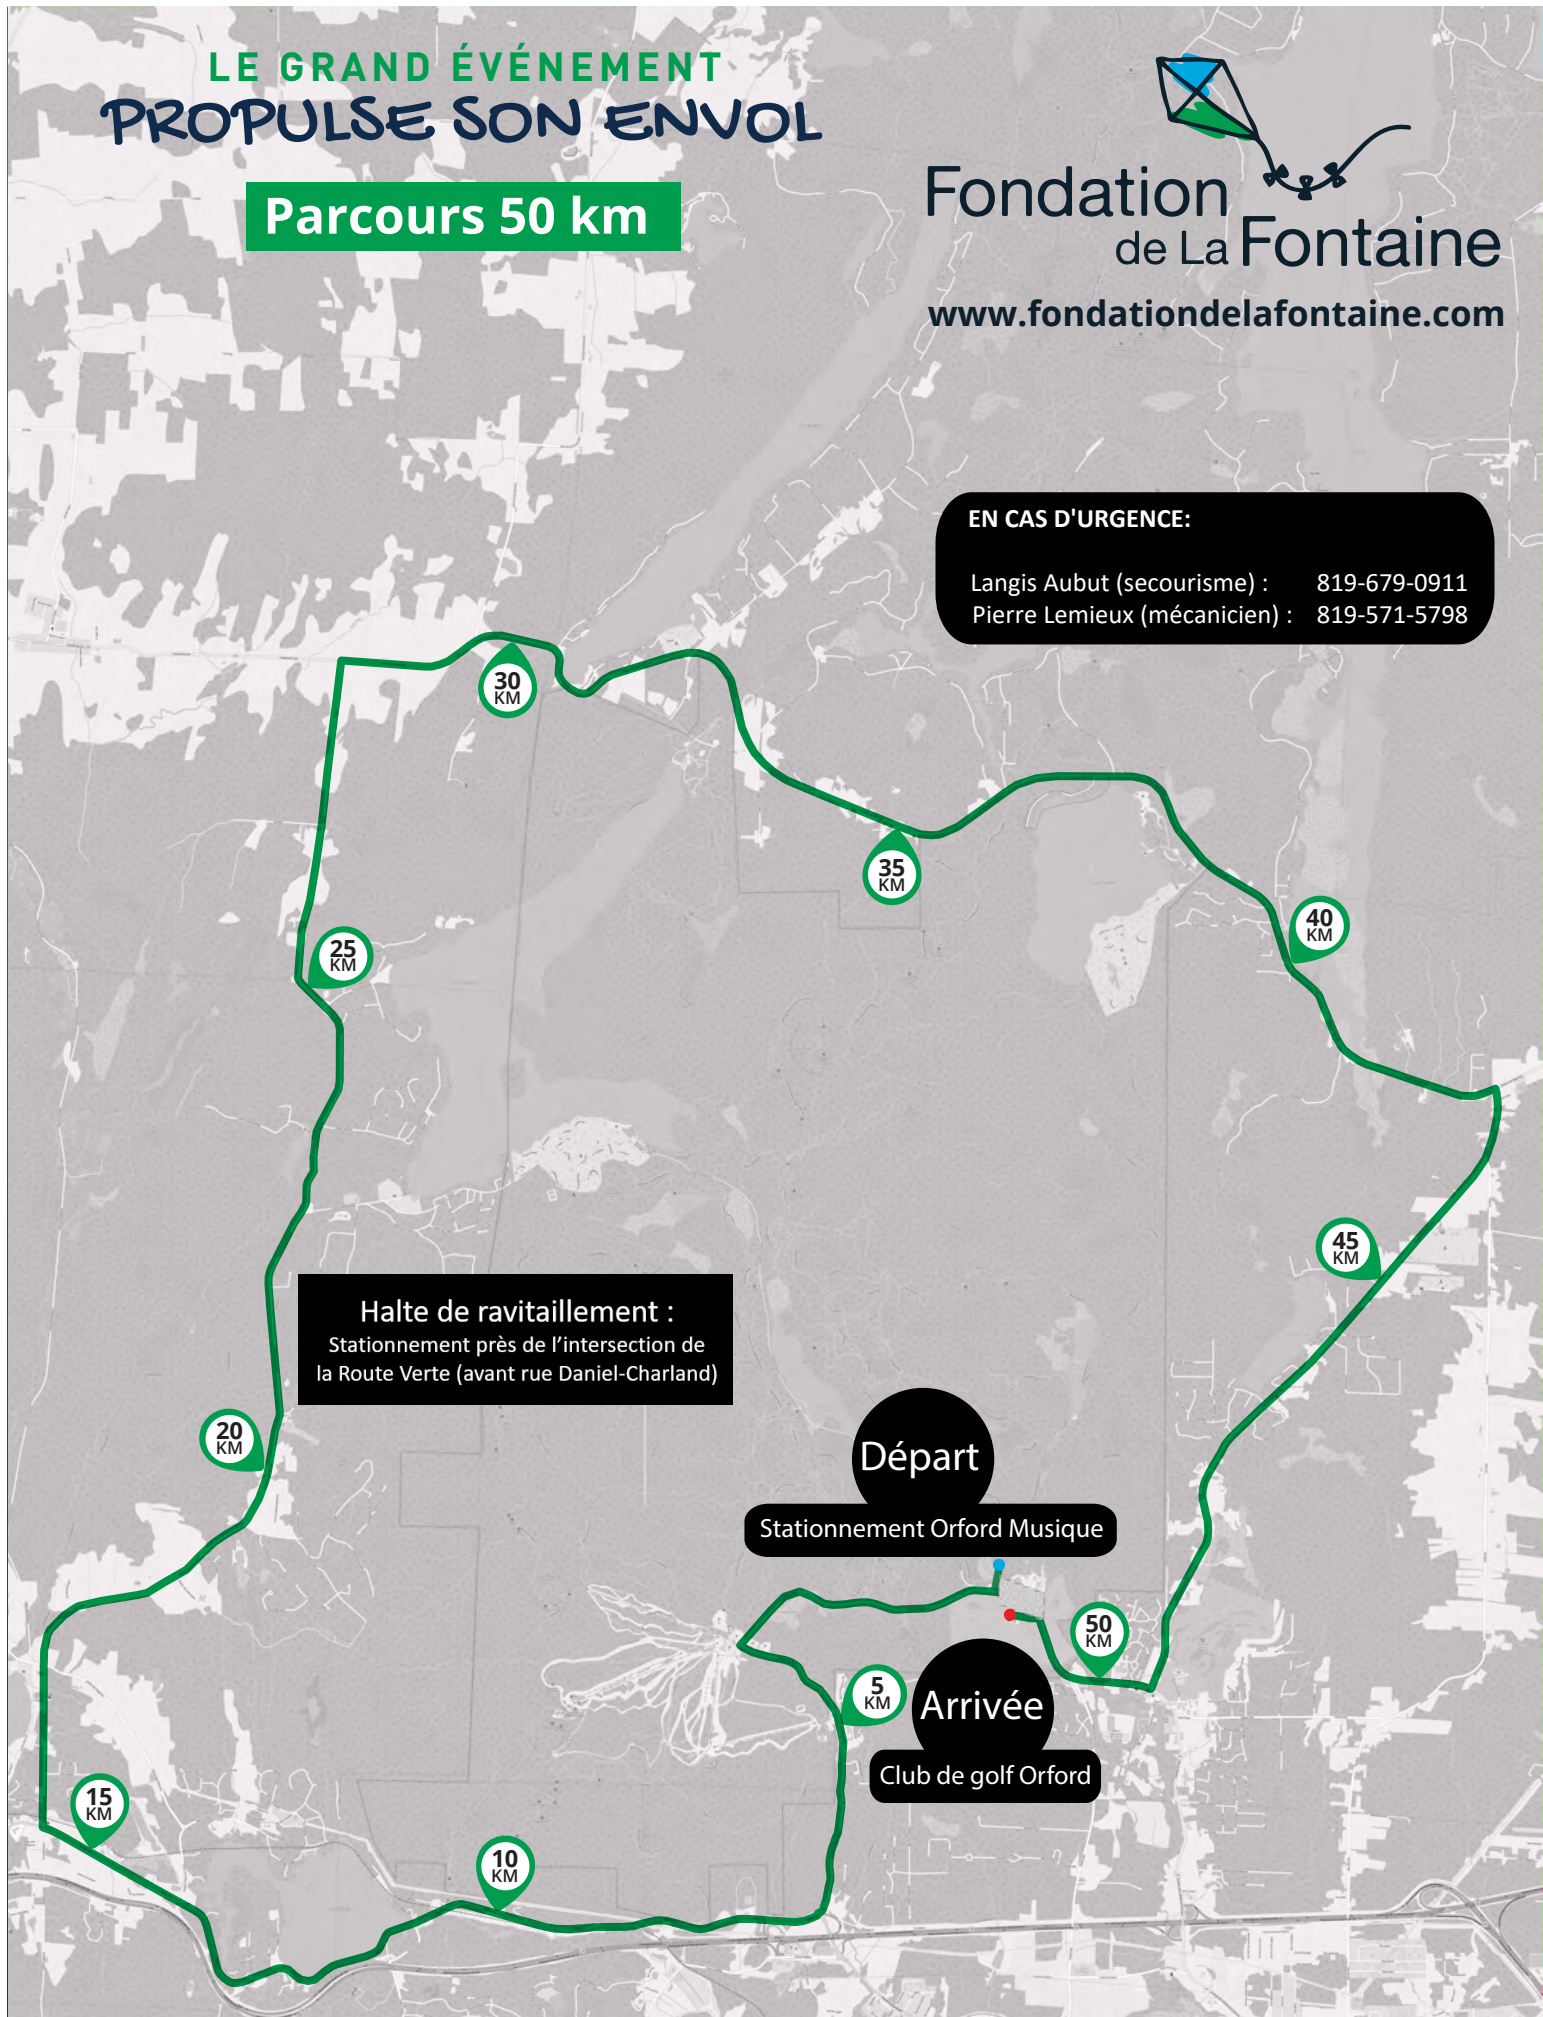 LE GRAND ÉVÉNEMENT
PROPULSE SON ENVOL
Parcours 50 km
Fondation
de La Fontaine
www.fondationdelafontaine.com
EN CAS D'URGENCE:
Langis Aubut (secourisme) : 819-679-0911
Pierre Lemieux (mécanicien) : 819-571-5798
30
KM
35
KM
40
KM
25
KM
45
KM
Halte de ravitaillement :
Stationnement près de l’intersection de
la Route Verte (avant rue Daniel-Charland)
20
KM
Départ
Stationnement Orford Musique
50
KM
5
KM
Arrivée
Club de golf Orford
15
KM
10
KM